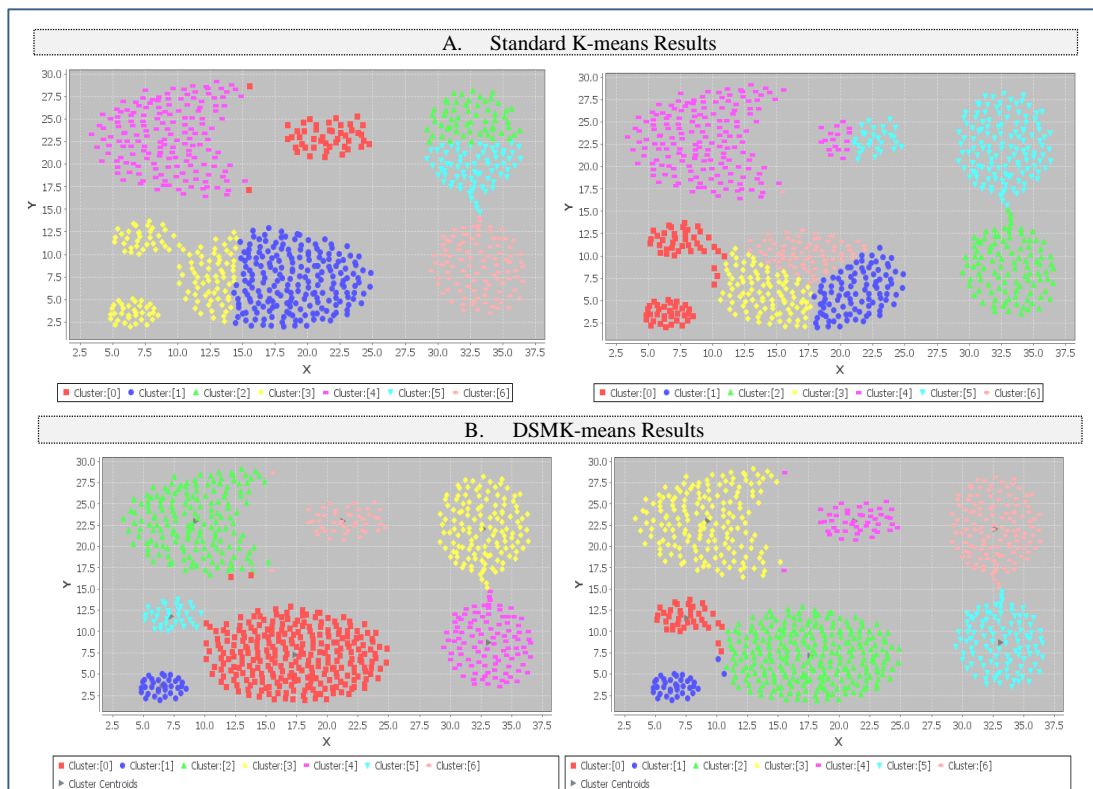 A. Standard K-means Results
30.0 27.5 25.0 22.5 20.0 17.5 15.0 12.5 10.0 7.5 5.0 2.5
Y
2.5 5.0 7.5 10.0 12.5 15.0 17.5 20.0 22.5 25.0 27.5 30.0 32.5 35.0 37.5
X
Cluster:[0] Cluster:[1] Cluster:[2] Cluster:[3] Cluster:[4] Cluster:[5] Cluster:[6]
30.0 27.5 25.0 22.5 20.0 17.5 15.0 12.5 10.0 7.5 5.0 2.5
Y
2.5 5.0 7.5 10.0 12.5 15.0 17.5 20.0 22.5 25.0 27.5 30.0 32.5 35.0 37.5
X
Cluster:[0] Cluster:[1] Cluster:[2] Cluster:[3] Cluster:[4] Cluster:[5] Cluster:[6]
B. DSMK-means Results
30.0 27.5 25.0 22.5 20.0 17.5 15.0 12.5 10.0 7.5 5.0 2.5
Y
2.5 5.0 7.5 10.0 12.5 15.0 17.5 20.0 22.5 25.0 27.5 30.0 32.5 35.0 37.5
X
Cluster:[0] Cluster:[1] Cluster:[2] Cluster:[3] Cluster:[4] Cluster:[5] Cluster:[6]
Cluster Centroids
30.0 27.5 25.0 22.5 20.0 17.5 15.0 12.5 10.0 7.5 5.0 2.5
Y
2.5 5.0 7.5 10.0 12.5 15.0 17.5 20.0 22.5 25.0 27.5 30.0 32.5 35.0 37.5
X
Cluster:[0] Cluster:[1] Cluster:[2] Cluster:[3] Cluster:[4] Cluster:[5] Cluster:[6]
Cluster Centroids